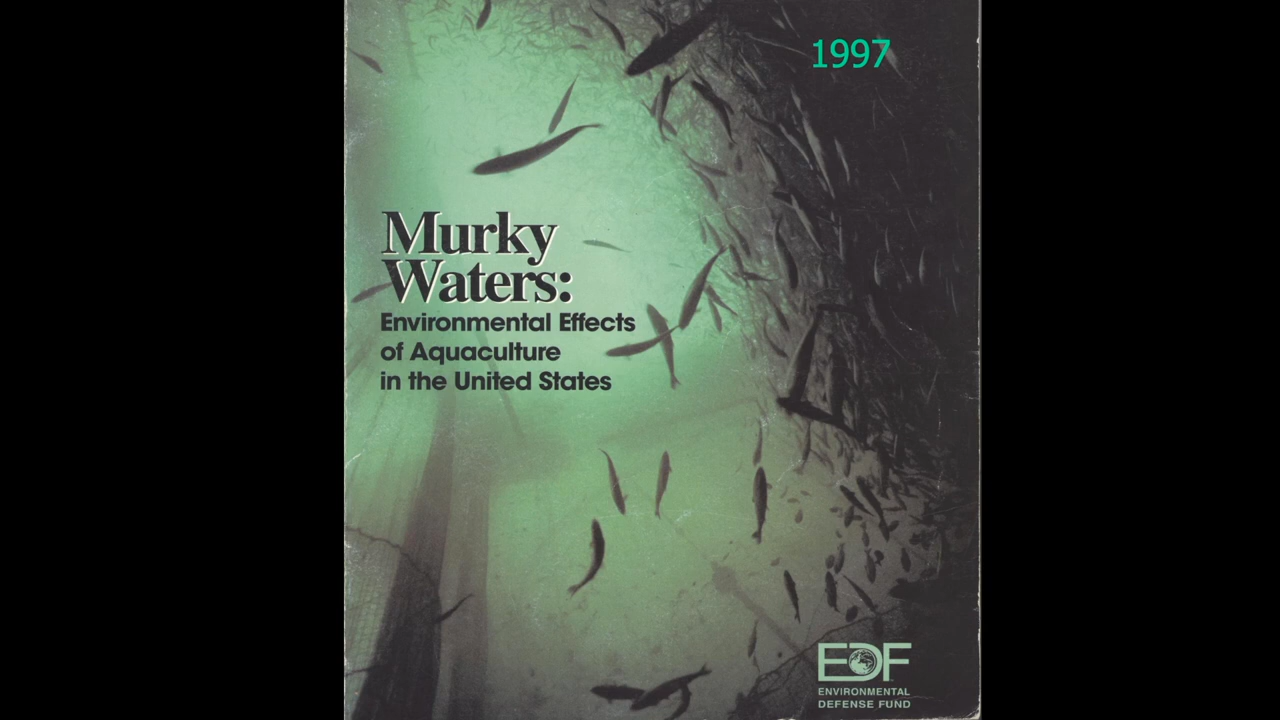 1997
Murky
Waters:
Environmental Effects
of Aquaculture
in the United States
EDF
ENVIRONMENTAL
DEFENSE FUND